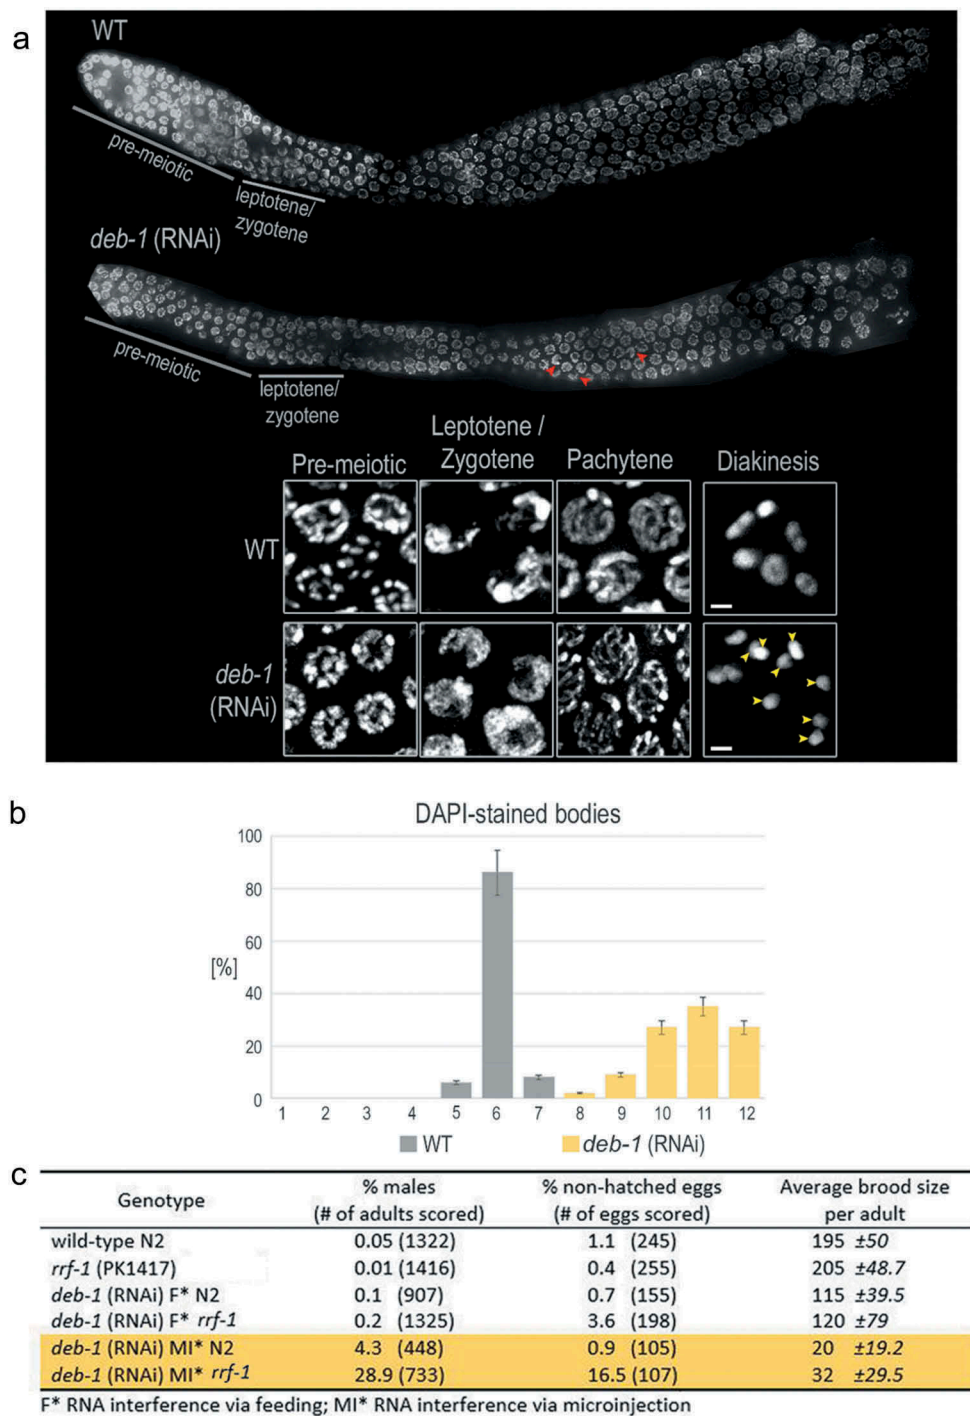 a
WT
pre-meiotic
leptotene/
zygotene
deb-1 (RNAi)
pre-meiotic
leptotene/
zygotene
Pre-meiotic
Leptotene /
Zygotene
Pachytene
Diakinesis
WT
deb-1
(RNAi)
b
DAPI-stained bodies
100
80
60
[%]
40
20
0
1 2 3 4 5 6 7 8 9 10 11 12
WT deb-1 (RNAi)
c
Genotype % males % non-hatched eggs Average brood size
(# of adults scored) (# of eggs scored) per adult
wild-type N2 0.05 (1322) 1.1 (245) 195 ±50
rrf-1 (PK1417) 0.01 (1416) 0.4 (255) 205 ±48.7
deb-1 (RNAi) F* N2 0.1 (907) 0.7 (155) 115 ±39.5
deb-1 (RNAi) F* rrf-1 0.2 (1325) 3.6 (198) 120 ±79
deb-1 (RNAi) MI* N2 4.3 (448) 0.9 (105) 20 ±19.2
deb-1 (RNAi) MI* rrf-1 28.9 (733) 16.5 (107) 32 ±29.5
F* RNA interference via feeding; MI* RNA interference via microinjection